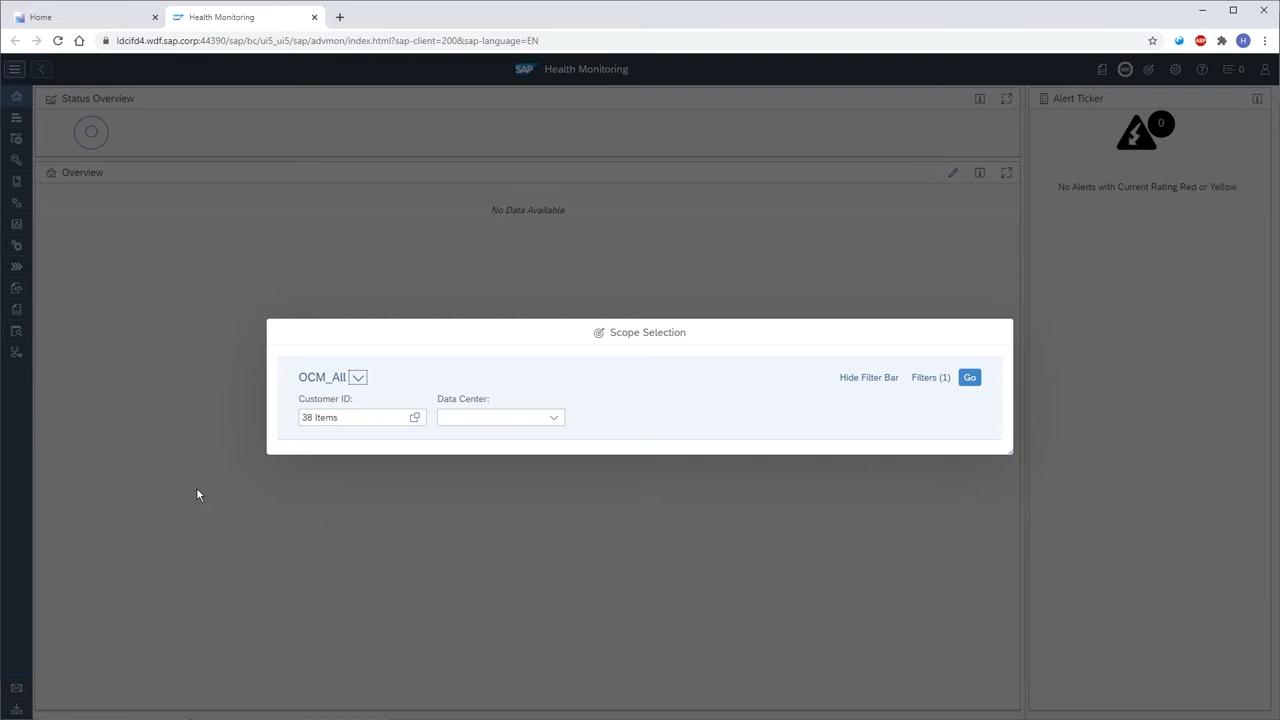 Home
Health Monitoring
ldcifd4.wdf.sap.corp:44390/sap/bc/ui5_ui5/sap/advmon/index.html?sap-client=200&sap-language=EN
ABP
H
SAP Health Monitoring
0
Status Overview
Alert Ticker
0
Overview
No Alerts with Current Rating Red or Yellow
No Data Available
Scope Selection
OCM_All
Hide Filter Bar
Filters (1)
Go
Customer ID:
Data Center:
38 Items